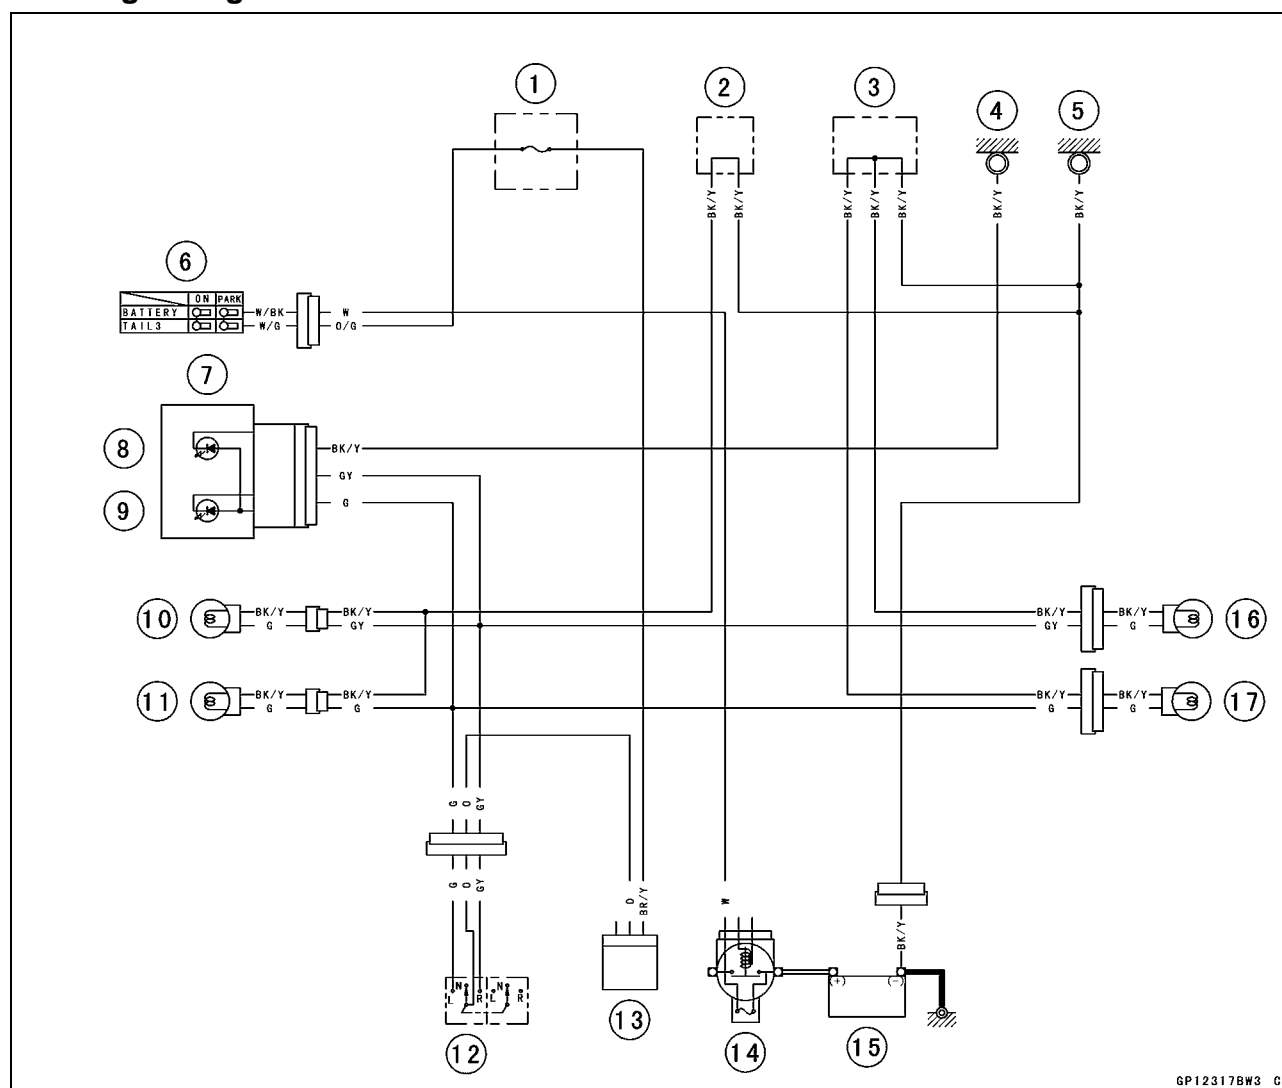 1
2
3
4
5
BK/Y BK/Y
BK/Y BK/Y BK/Y
BK/Y
BK/Y
6
ON PARK
BATTERY W/BK W
TAIL3 W/G O/G
7
8 BK/Y
GY
9 G
10 BK/Y BK/Y BK/Y BK/Y 16
G GY GY G
11 BK/Y BK/Y BK/Y BK/Y 17
G G G G
G O GY
G O GY
O BR/Y
W
BK/Y
L N R L N R
(+) (-)
12
13
14
15
GP12317BW3 C